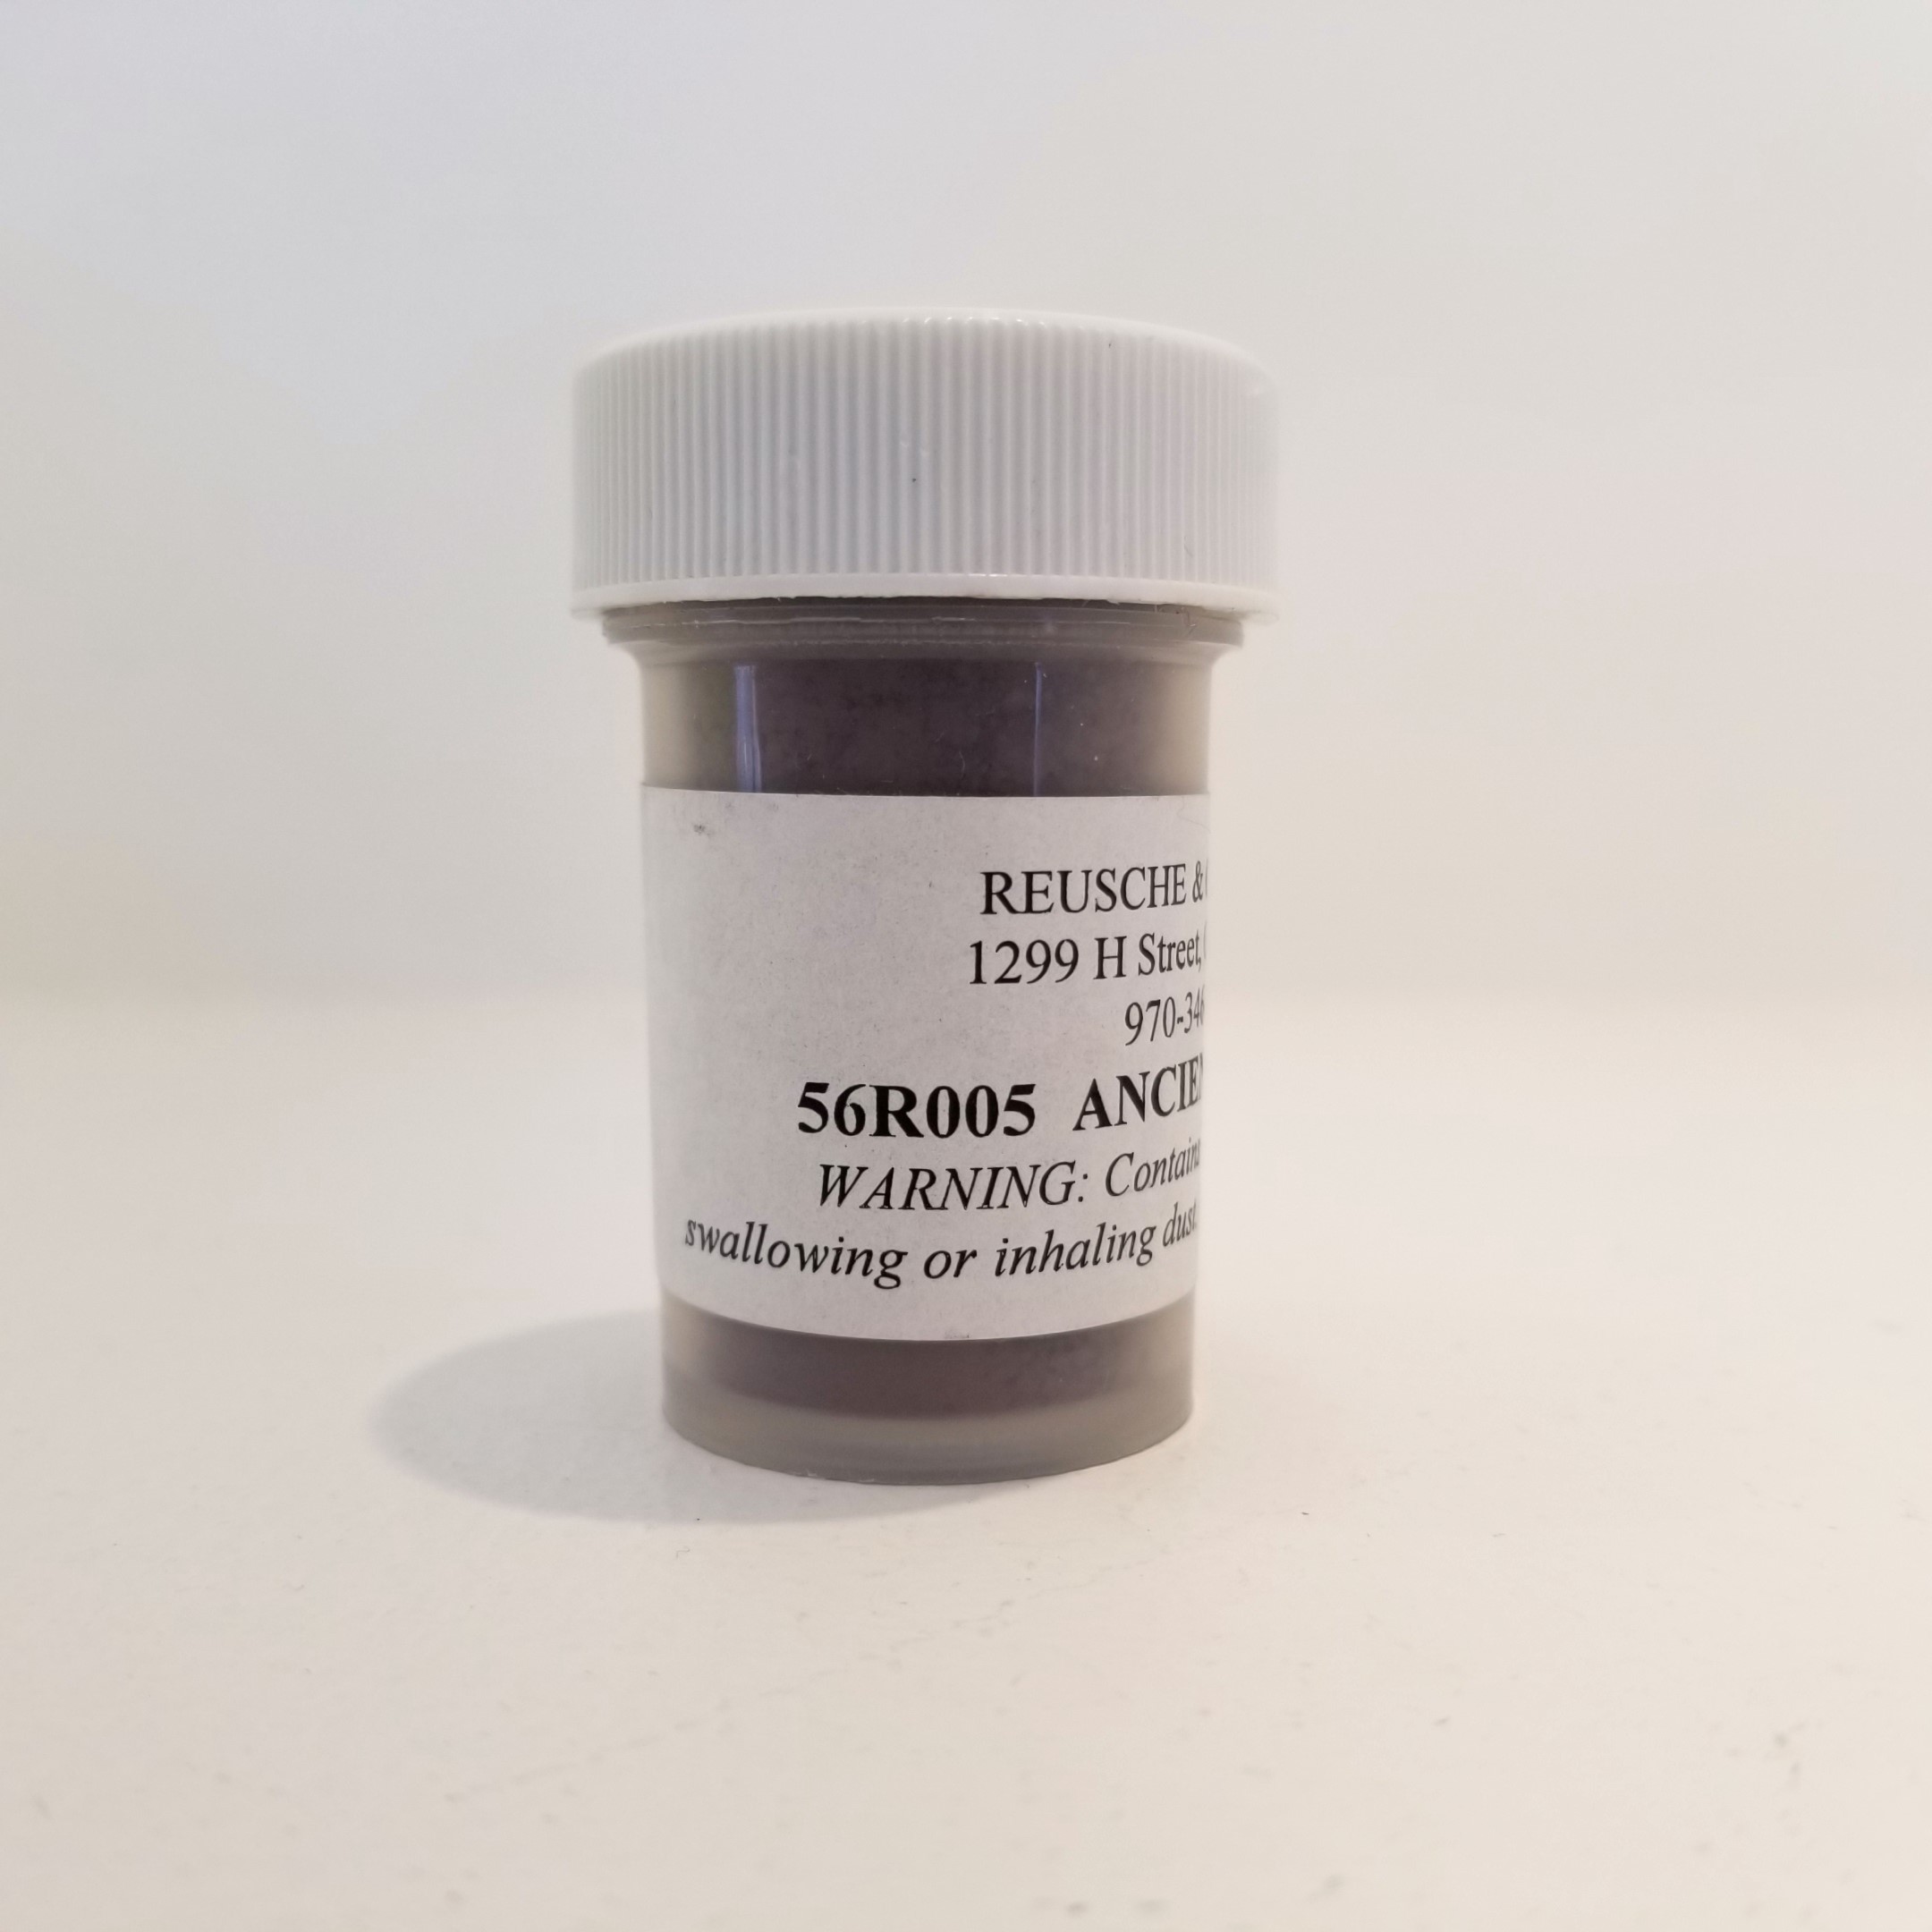 REUSCHE &
1299 H Street,
970-34
56R005 ANCIE
WARNING: Contain
swallowing or inhaling dust